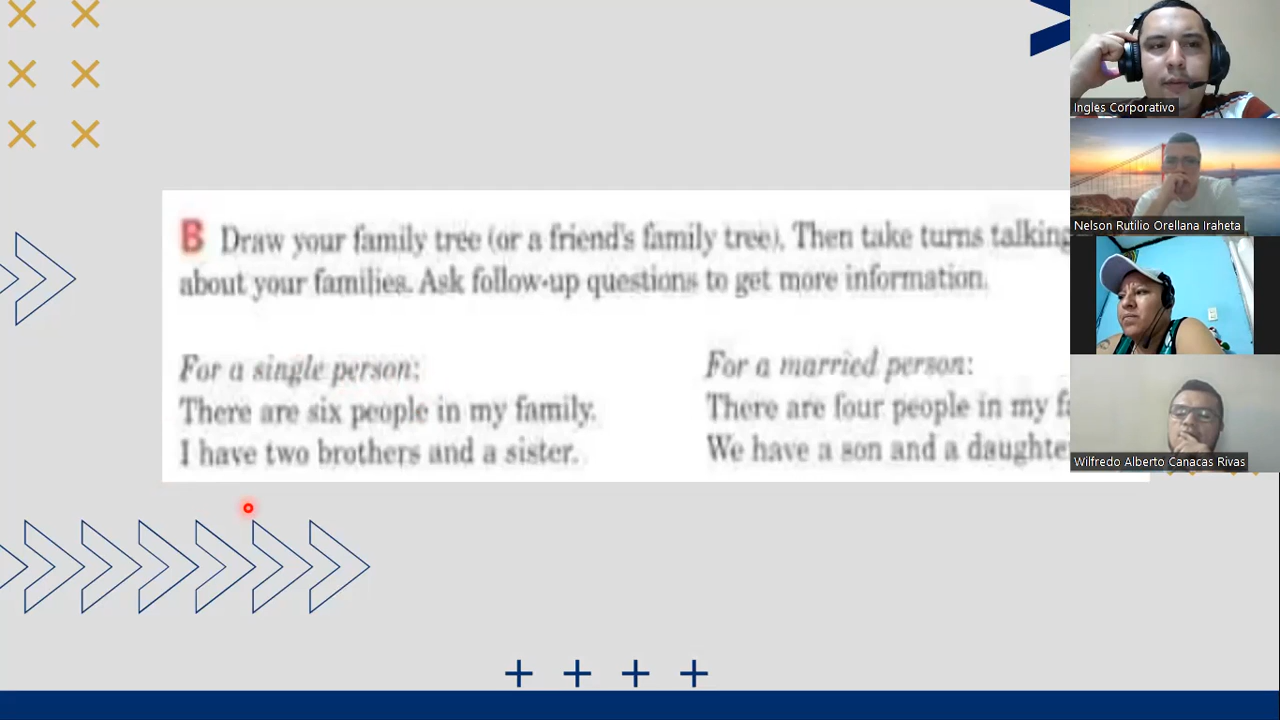 B Draw your family tree (or a friend's family tree). Then take turns talking
about your families. Ask follow-up questions to get more information.
For a single person:
There are six people in my family.
I have two brothers and a sister.
For a married person:
There are four people in my
We have a son and a
Ingles Corporativo
Nelson Rutilio Orellana Iraheta
Wilfredo Alberto Canacas Rivas